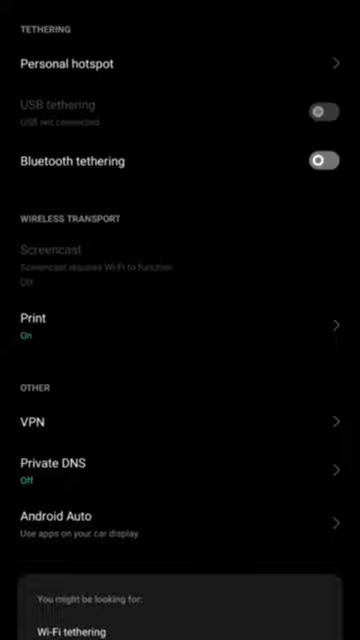 TETHERING
Personal hotspot
USB tethering
USB not connected
Bluetooth tethering
WIRELESS TRANSPORT
Screencast
Screencast requires Wi-Fi to function
Off
Print
On
OTHER
VPN
Private DNS
Off
Android Auto
Use apps on your car display.
You might be looking for:
Wi-Fi tethering